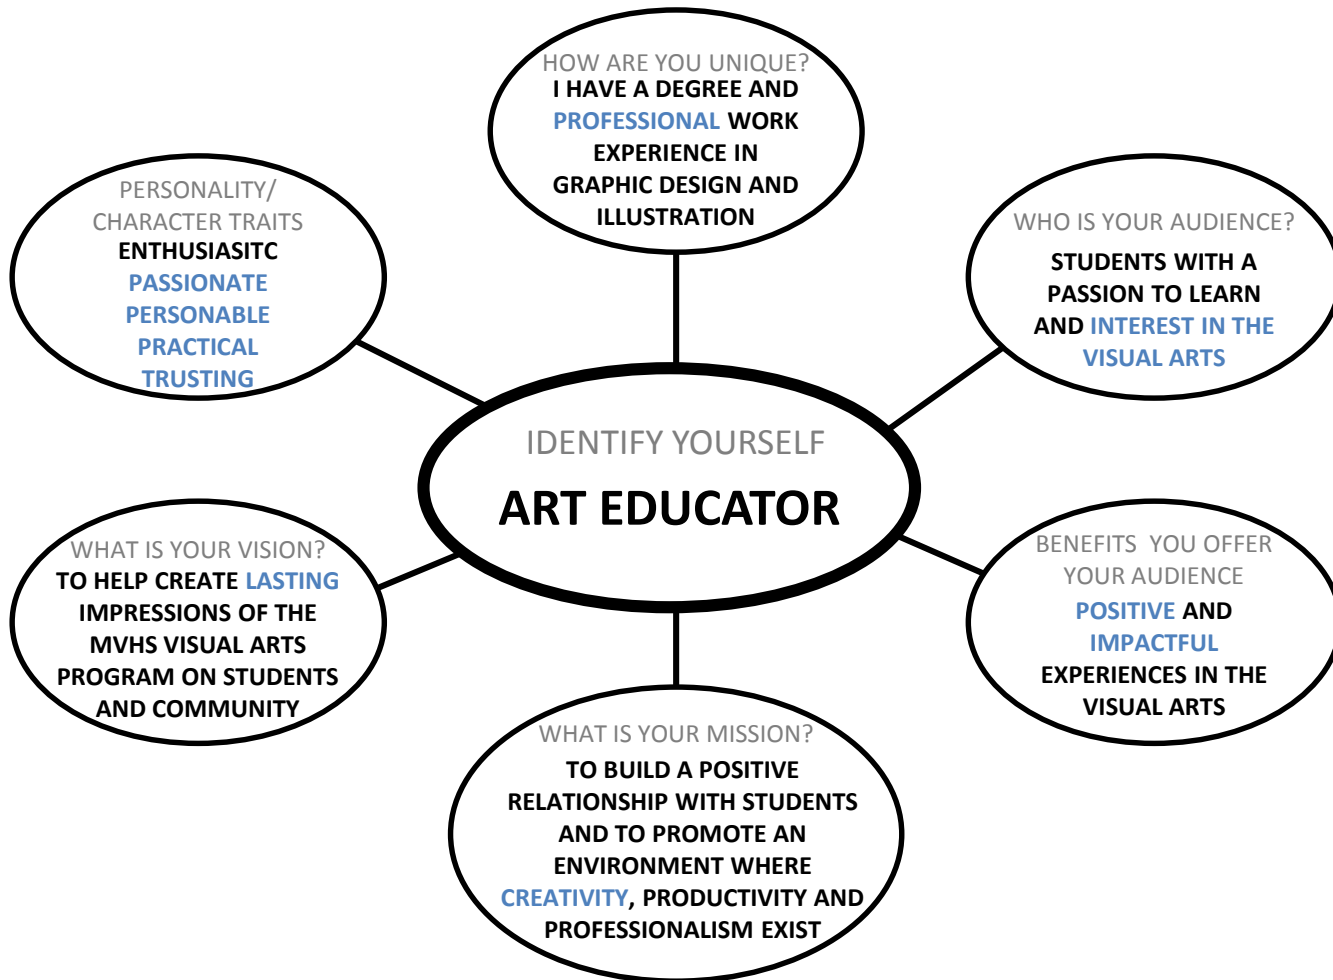 HOW ARE YOU UNIQUE?
I HAVE A DEGREE AND
PROFESSIONAL WORK
EXPERIENCE IN
GRAPHIC DESIGN AND
ILLUSTRATION
PERSONALITY/
CHARACTER TRAITS
ENTHUSIASITC
PASSIONATE
PERSONABLE
PRACTICAL
TRUSTING
WHO IS YOUR AUDIENCE?
STUDENTS WITH A
PASSION TO LEARN
AND INTEREST IN THE
VISUAL ARTS
IDENTIFY YOURSELF
ART EDUCATOR
WHAT IS YOUR VISION?
TO HELP CREATE LASTING
IMPRESSIONS OF THE
MVHS VISUAL ARTS
PROGRAM ON STUDENTS
AND COMMUNITY
BENEFITS YOU OFFER
YOUR AUDIENCE
POSITIVE AND
IMPACTFUL
EXPERIENCES IN THE
VISUAL ARTS
WHAT IS YOUR MISSION?
TO BUILD A POSITIVE
RELATIONSHIP WITH STUDENTS
AND TO PROMOTE AN
ENVIRONMENT WHERE
CREATIVITY, PRODUCTIVITY AND
PROFESSIONALISM EXIST